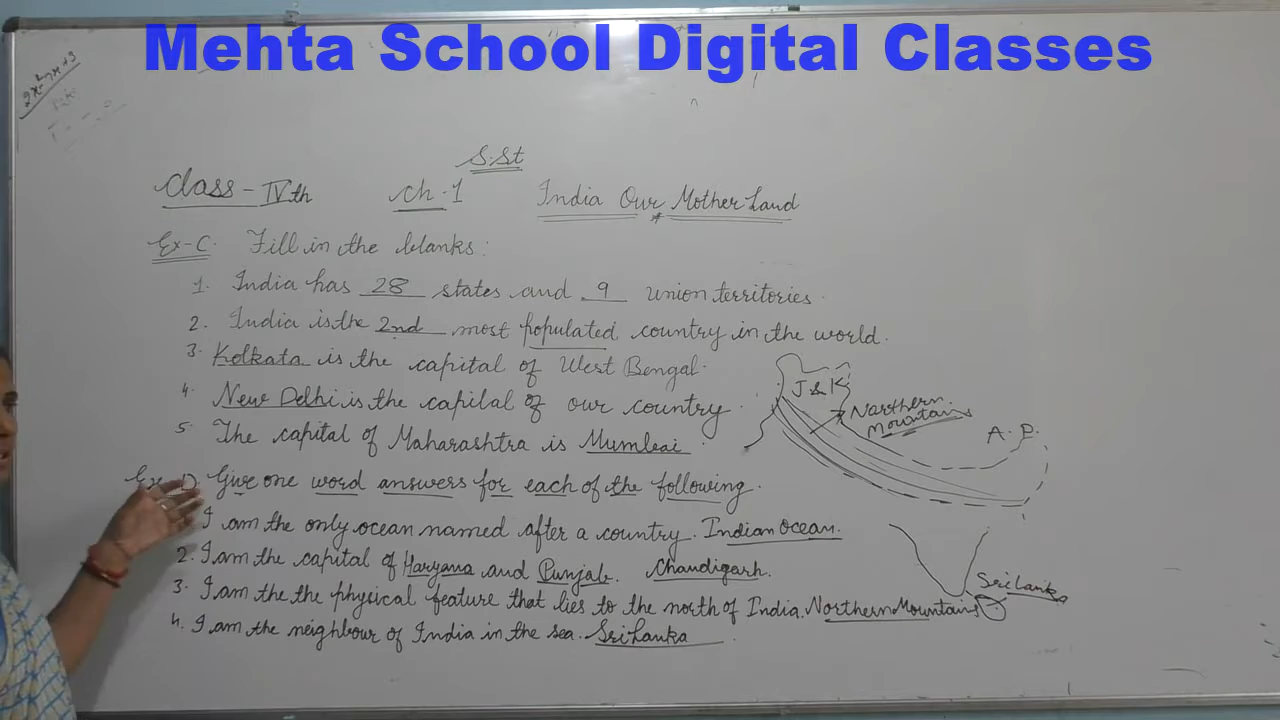 Mehta School Digital Classes
2x²-7x+3
S.St
Class - IVth Ch.1 India Our Mother Land
Ex-C. Fill in the blanks:
1. India has 28 states and 9 union territories.
2. India is the 2nd most populated country in the world.
3. Kolkata is the capital of West Bengal.
4. New Delhi is the capital of our country.
5. The capital of Maharashtra is Mumbai.
J & K
Northern Mountains
A.P.
Ex- D. Give one word answers for each of the following.
I am the only ocean named after a country. Indian Ocean.
2. I am the capital of Haryana and Punjab. Chandigarh.
3. I am the the physical feature that lies to the north of India. Northern Mountains
4. I am the neighbour of India in the sea. Sri Lanka
Sri Lanka